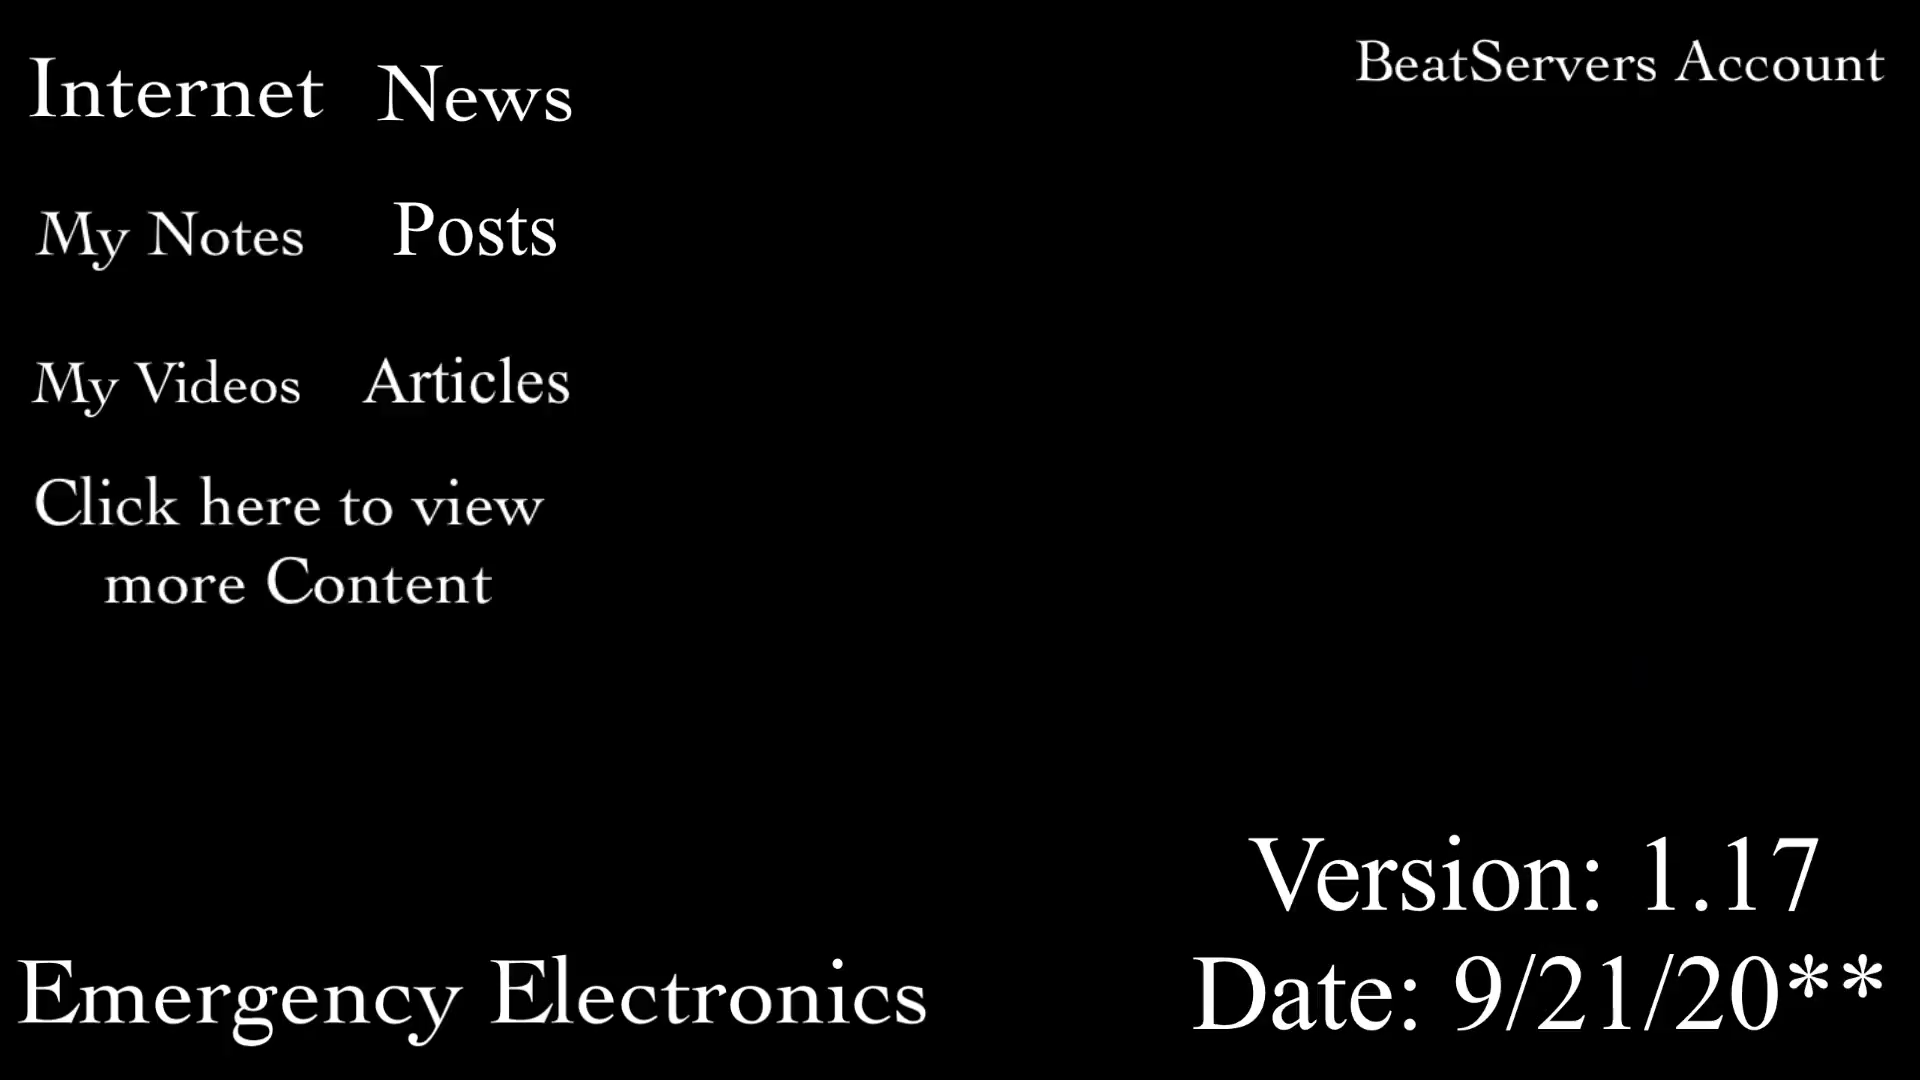 Internet News
BeatServers Account
My Notes Posts
My Videos Articles
Click here to view
more Content
Version: 1.17
Emergency Electronics
Date: 9/21/20**